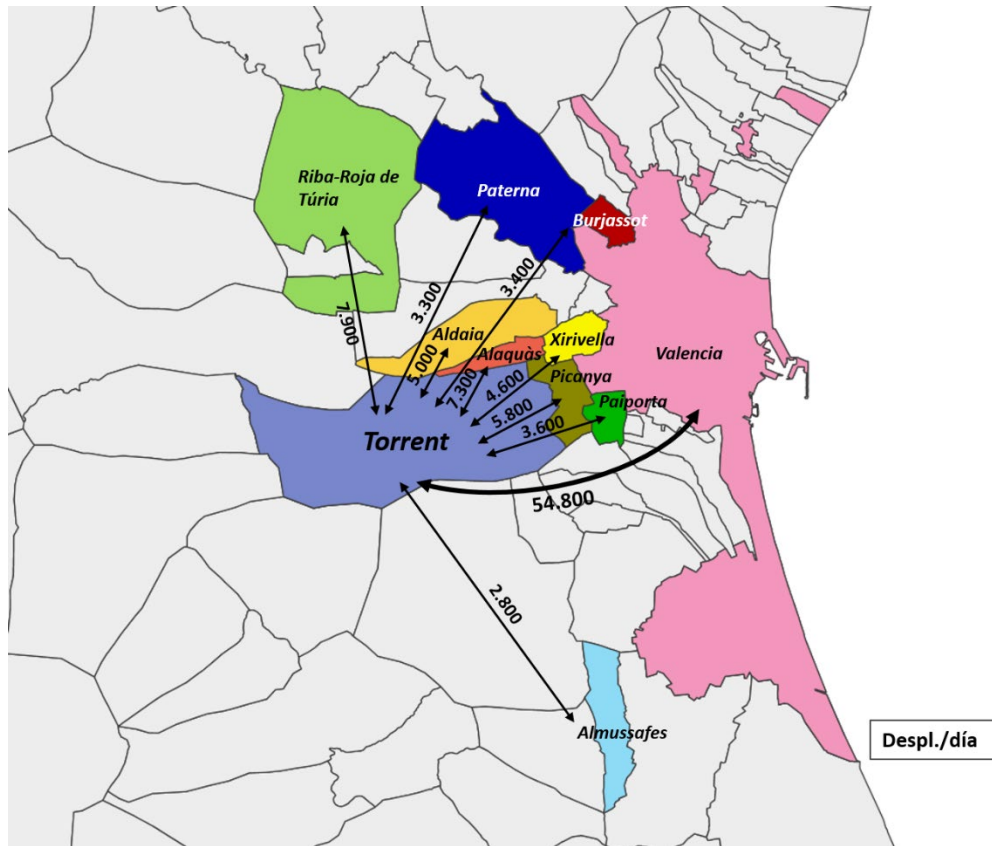 Riba-Roja de
Túria
Paterna
Burjassot
7.900
3.300
3.400
Aldaia
5.000
Alaquàs
7.300
Xirivella
4.600
Valencia
Picanya
5.800
Paiporta
3.600
Torrent
54.800
2.800
Almussafes
Despl./día